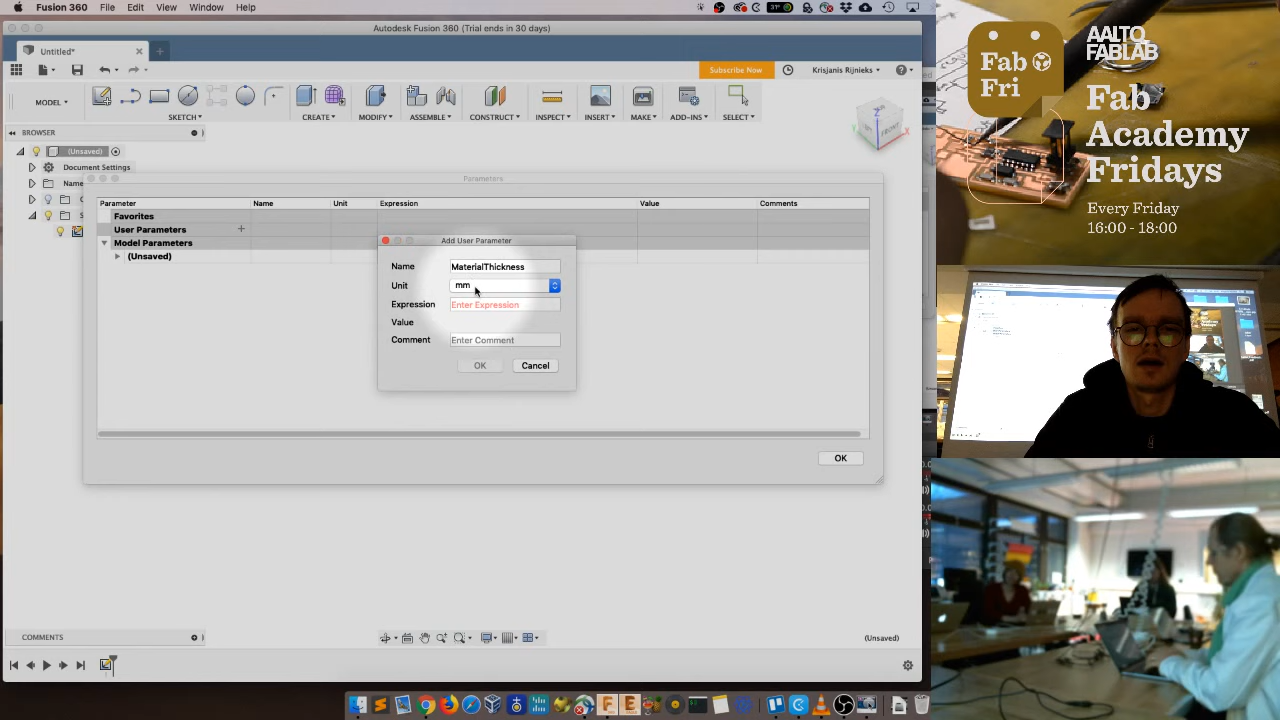 Fusion 360 File Edit View Window Help
31°
Autodesk Fusion 360 (Trial ends in 30 days)
Untitled*
Subscribe Now
Krisjanis Rijnieks
MODEL
SKETCH
CREATE
MODIFY
ASSEMBLE
CONSTRUCT
INSPECT
INSERT
MAKE
ADD-INS
SELECT
Z
FRONT
X
BROWSER
(Unsaved)
Document Settings
Name
Parameters
Parameter Name Unit Expression Value Comments
Favorites
User Parameters
Model Parameters
(Unsaved)
Add User Parameter
Name MaterialThickness
Unit mm
Expression Enter Expression
Value
Comment Enter Comment
OK Cancel
OK
COMMENTS
(Unsaved)
Fab
Fri
AALTO
FABLAB
Fab
Academy
Fridays
Every Friday
16:00 - 18:00